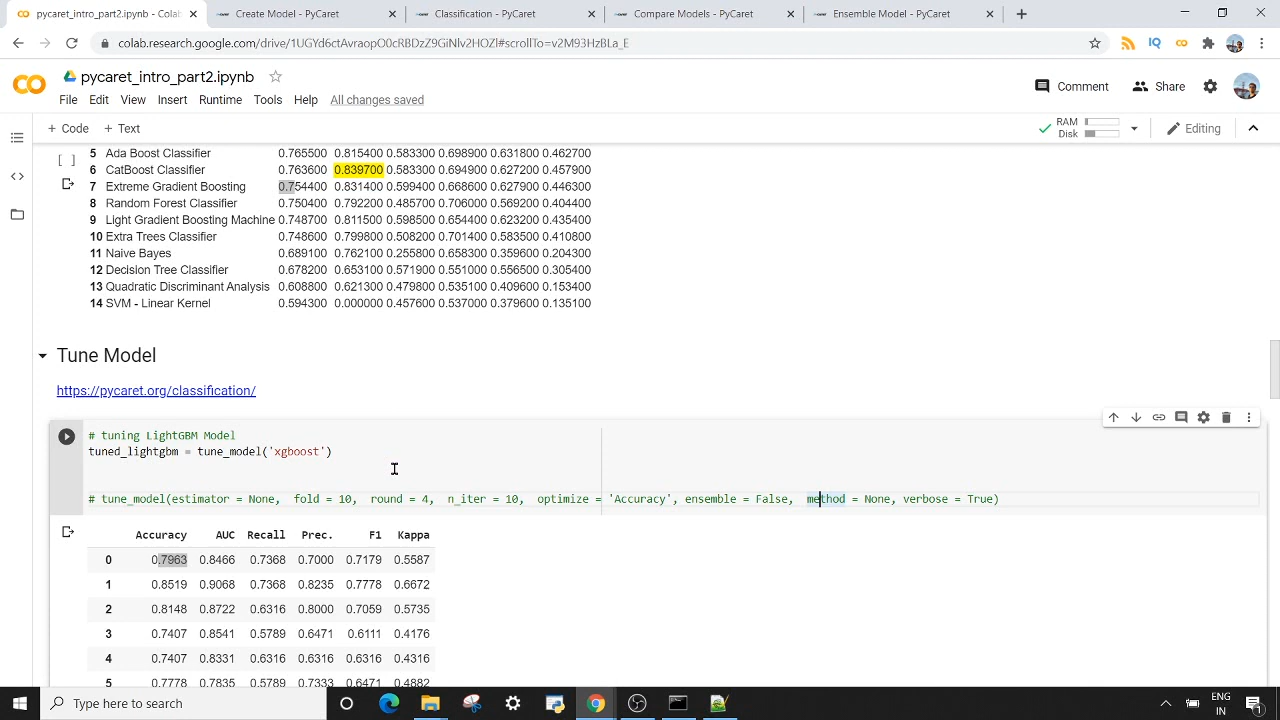 pycaret_intro_part2.ipynb - Colab
Create Model - PyCaret
Classification - PyCaret
Compare Models - PyCaret
Ensemble Model - PyCaret
colab.research.google.com/drive/1UGYd6ctAvraopO0cRBDzZ9GiNlv2HOZl#scrollTo=v2M93HzBLa_E
IQ
pycaret_intro_part2.ipynb
File Edit View Insert Runtime Tools Help All changes saved
Comment
Share
+ Code + Text
RAM
Disk
Editing
[ ]
5 Ada Boost Classifier 0.765500 0.815400 0.583300 0.698900 0.631800 0.462700
6 CatBoost Classifier 0.763600 0.839700 0.583300 0.694900 0.627200 0.457900
7 Extreme Gradient Boosting 0.754400 0.831400 0.599400 0.668600 0.627900 0.446300
8 Random Forest Classifier 0.750400 0.792200 0.485700 0.706000 0.569200 0.404400
9 Light Gradient Boosting Machine 0.748700 0.811500 0.598500 0.654400 0.623200 0.435400
10 Extra Trees Classifier 0.748600 0.799800 0.508200 0.701400 0.583500 0.410800
11 Naive Bayes 0.689100 0.762100 0.255800 0.658300 0.359600 0.204300
12 Decision Tree Classifier 0.678200 0.653100 0.571900 0.551000 0.556500 0.305400
13 Quadratic Discriminant Analysis 0.608800 0.621300 0.479800 0.535100 0.409600 0.153400
14 SVM - Linear Kernel 0.594300 0.000000 0.457600 0.537000 0.379600 0.135100
Tune Model
https://pycaret.org/classification/
# tuning LightGBM Model
tuned_lightgbm = tune_model('xgboost')
# tune_model(estimator = None, fold = 10, round = 4, n_iter = 10, optimize = 'Accuracy', ensemble = False, method = None, verbose = True)
Accuracy AUC Recall Prec. F1 Kappa
0 0.7963 0.8466 0.7368 0.7000 0.7179 0.5587
1 0.8519 0.9068 0.7368 0.8235 0.7778 0.6672
2 0.8148 0.8722 0.6316 0.8000 0.7059 0.5735
3 0.7407 0.8541 0.5789 0.6471 0.6111 0.4176
4 0.7407 0.8331 0.6316 0.6316 0.6316 0.4316
5 0.7778 0.7835 0.5789 0.7333 0.6471 0.4882
Type here to search
ENG
IN